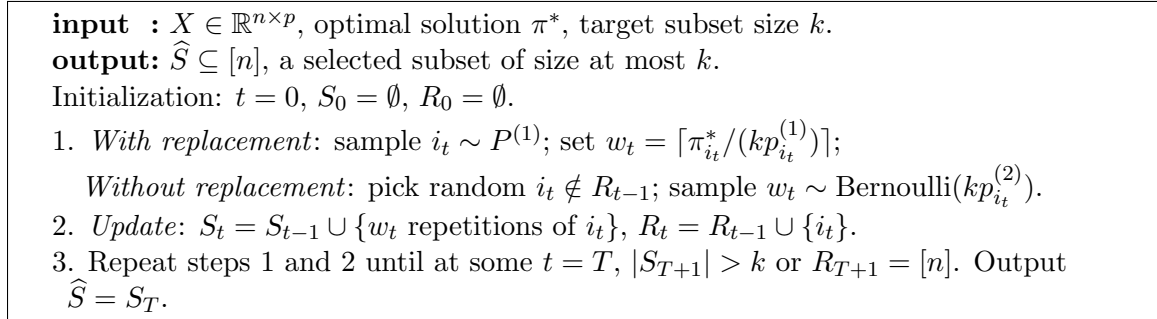 input : X ∈ ℝ^{n×p}, optimal solution π*, target subset size k.
output: Ŝ ⊆ [n], a selected subset of size at most k.
Initialization: t = 0, S_0 = ∅, R_0 = ∅.
1. With replacement: sample i_t ∼ P^{(1)}; set w_t = ⌈π*_{i_t}/(kp^{(1)}_{i_t})⌉;
Without replacement: pick random i_t ∉ R_{t−1}; sample w_t ∼ Bernoulli(kp^{(2)}_{i_t}).
2. Update: S_t = S_{t−1} ∪ {w_t repetitions of i_t}, R_t = R_{t−1} ∪ {i_t}.
3. Repeat steps 1 and 2 until at some t = T, |S_{T+1}| > k or R_{T+1} = [n]. Output
Ŝ = S_T.